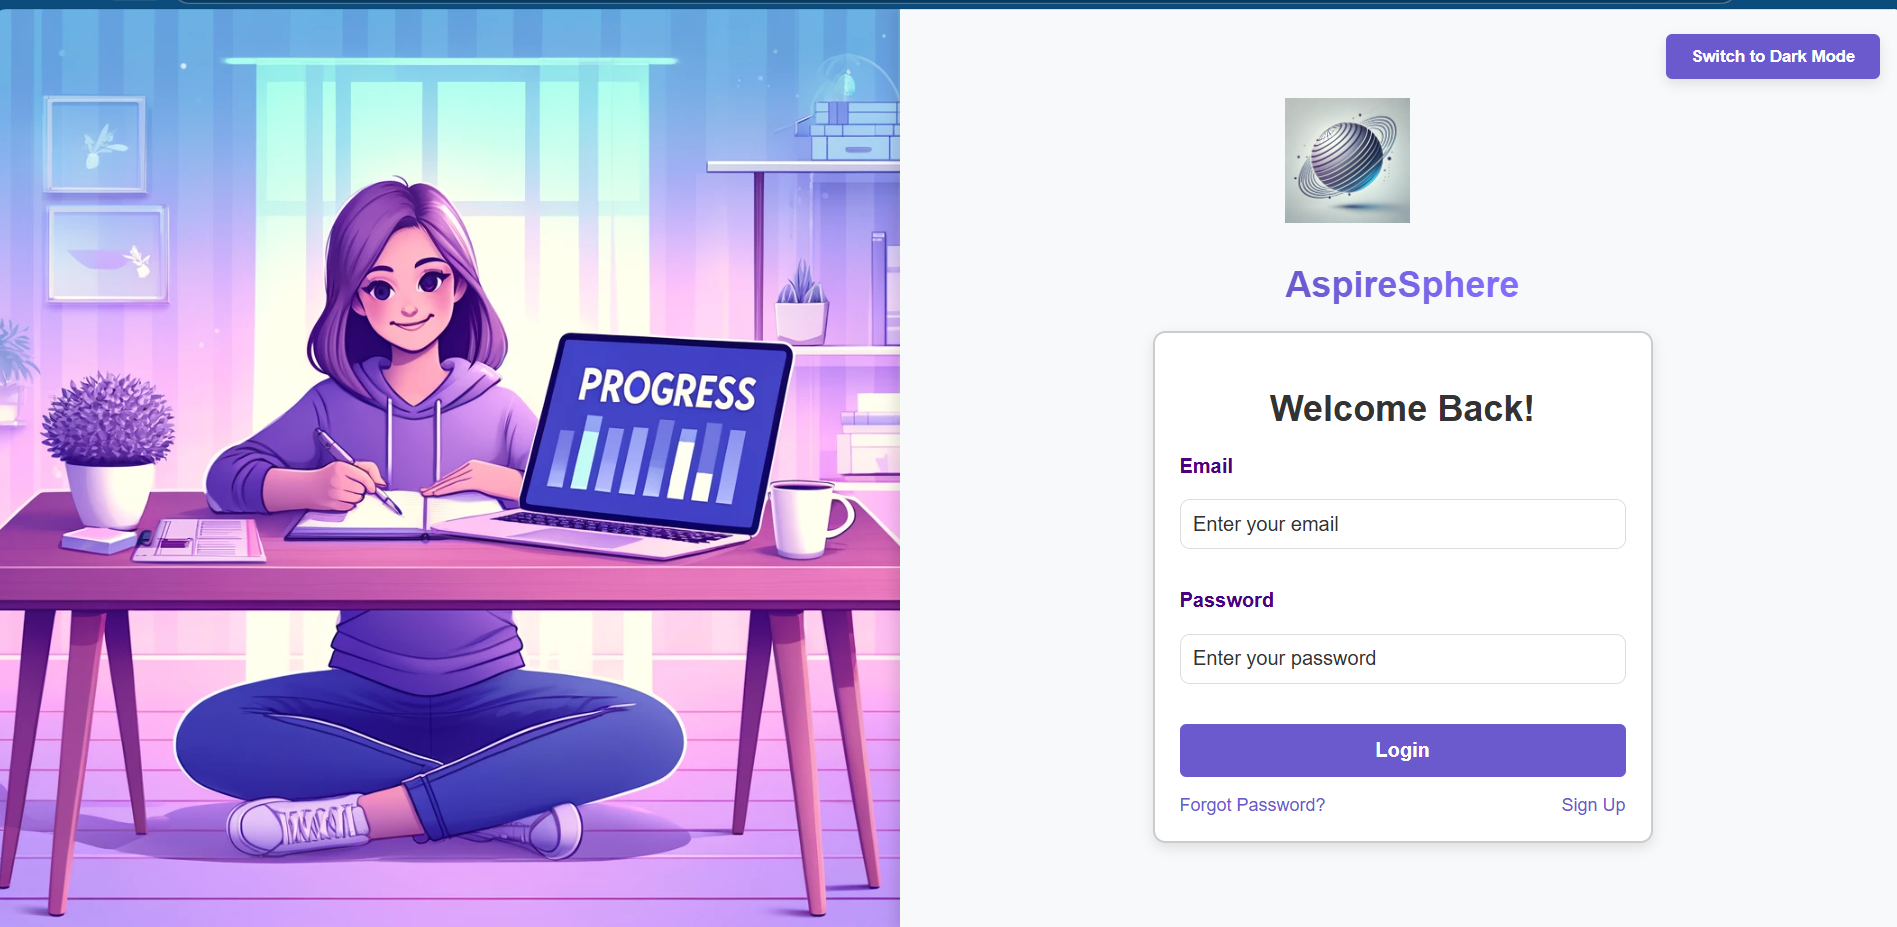 Switch to Dark Mode
AspireSphere
PROGRESS
Welcome Back!
Email
Enter your email
Password
Enter your password
Login
Forgot Password?
Sign Up